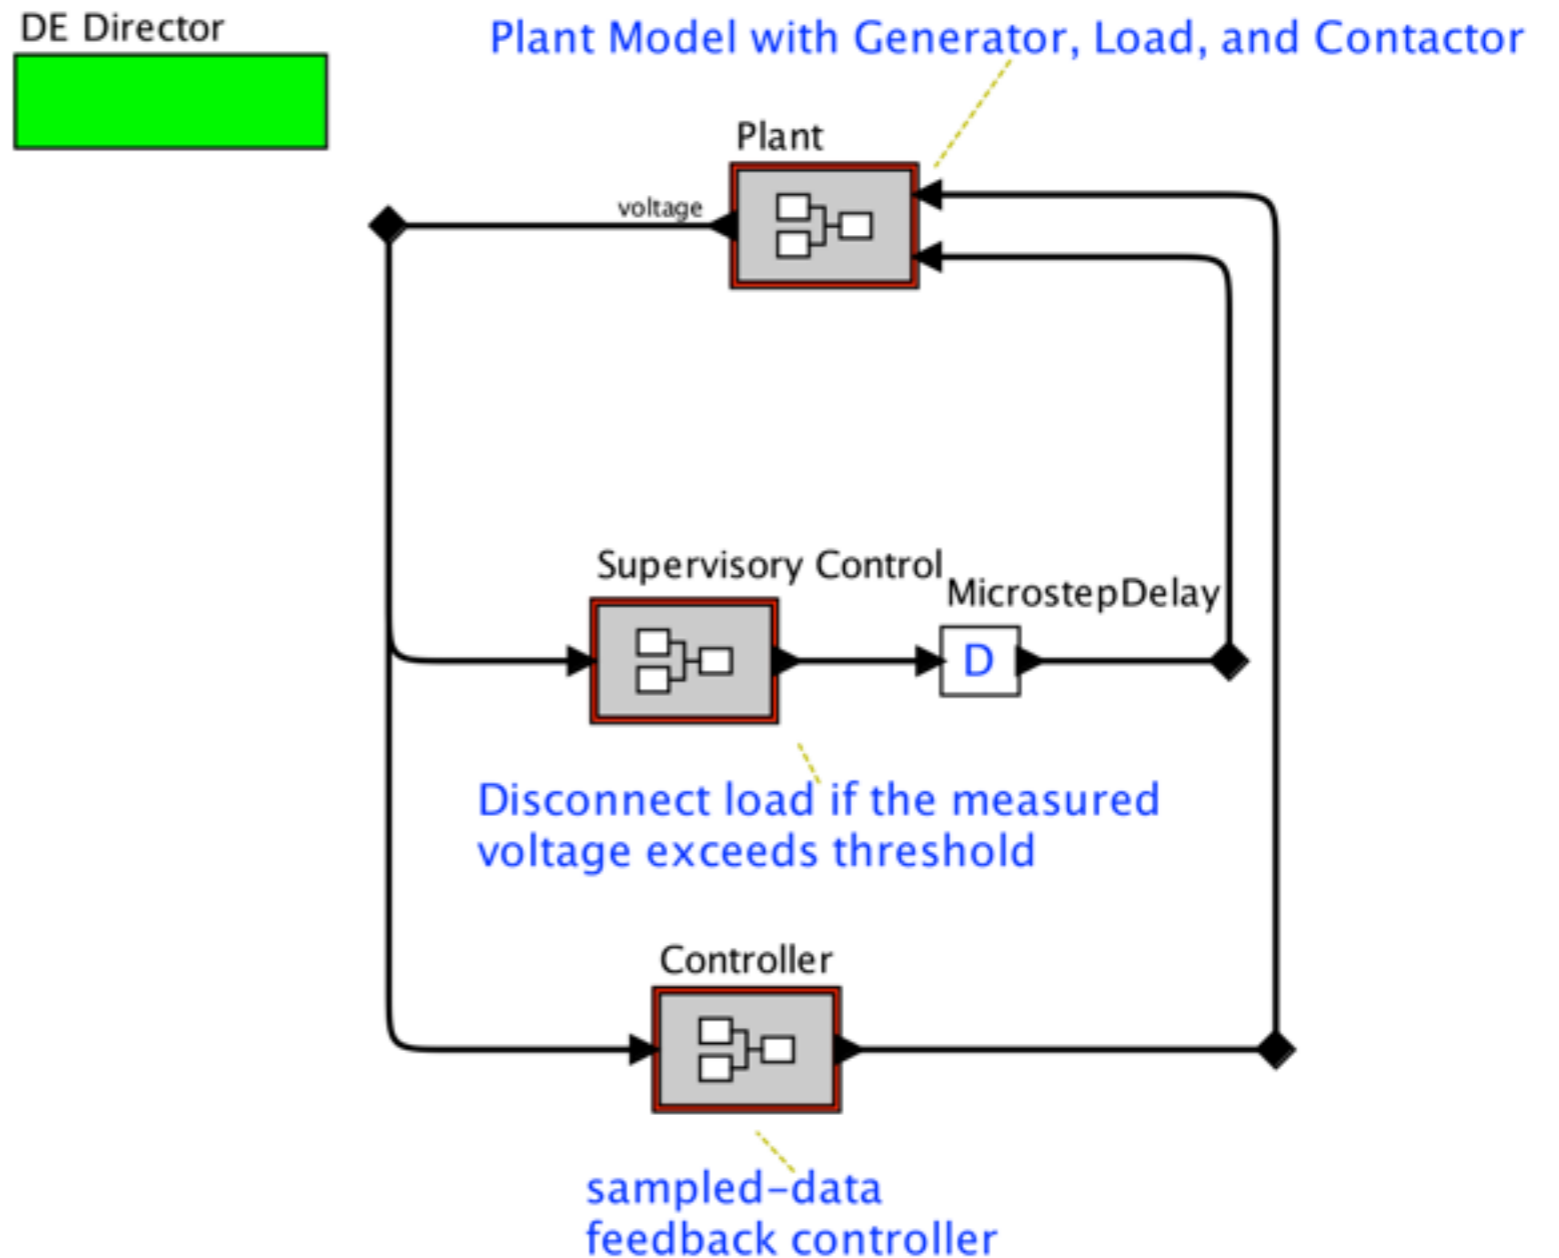 DE Director
Plant Model with Generator, Load, and Contactor
Plant
voltage
Supervisory Control
MicrostepDelay
D
Disconnect load if the measured
voltage exceeds threshold
Controller
sampled-data
feedback controller